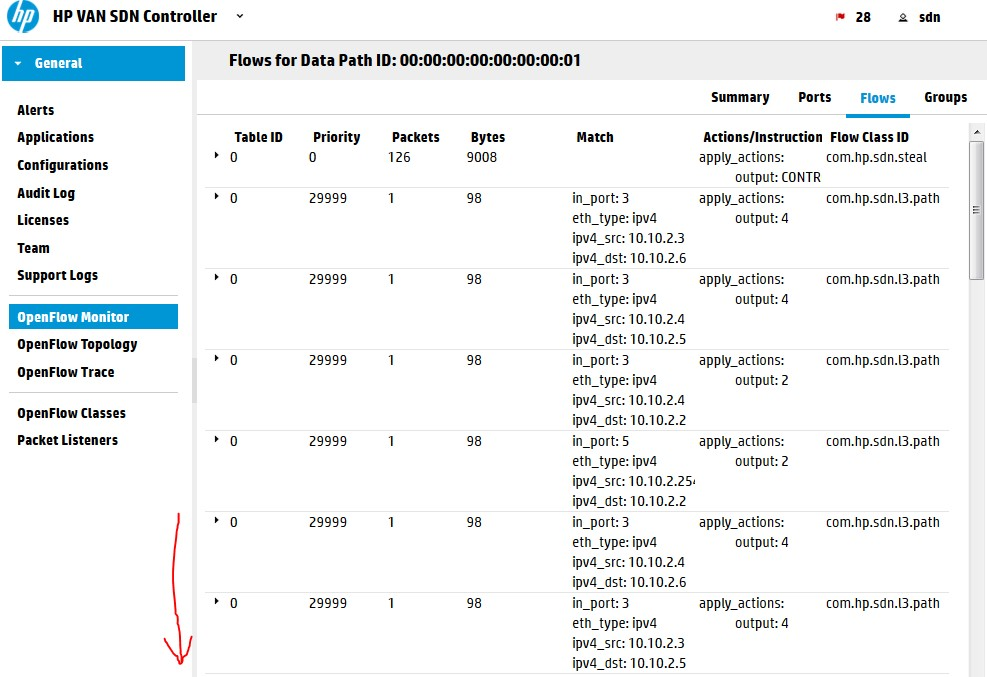 hp HP VAN SDN Controller 28 sdn
General
Alerts
Applications
Configurations
Audit Log
Licenses
Team
Support Logs
OpenFlow Monitor
OpenFlow Topology
OpenFlow Trace
OpenFlow Classes
Packet Listeners
Flows for Data Path ID: 00:00:00:00:00:00:00:01
Summary Ports Flows Groups
Table ID Priority Packets Bytes Match Actions/Instruction Flow Class ID
0 0 126 9008 apply_actions: com.hp.sdn.steal
output: CONTR
0 29999 1 98 in_port: 3 apply_actions: com.hp.sdn.l3.path
eth_type: ipv4 output: 4
ipv4_src: 10.10.2.3
ipv4_dst: 10.10.2.6
0 29999 1 98 in_port: 3 apply_actions: com.hp.sdn.l3.path
eth_type: ipv4 output: 4
ipv4_src: 10.10.2.4
ipv4_dst: 10.10.2.5
0 29999 1 98 in_port: 3 apply_actions: com.hp.sdn.l3.path
eth_type: ipv4 output: 2
ipv4_src: 10.10.2.4
ipv4_dst: 10.10.2.2
0 29999 1 98 in_port: 5 apply_actions: com.hp.sdn.l3.path
eth_type: ipv4 output: 2
ipv4_src: 10.10.2.254
ipv4_dst: 10.10.2.2
0 29999 1 98 in_port: 3 apply_actions: com.hp.sdn.l3.path
eth_type: ipv4 output: 4
ipv4_src: 10.10.2.4
ipv4_dst: 10.10.2.6
0 29999 1 98 in_port: 3 apply_actions: com.hp.sdn.l3.path
eth_type: ipv4 output: 4
ipv4_src: 10.10.2.3
ipv4_dst: 10.10.2.5